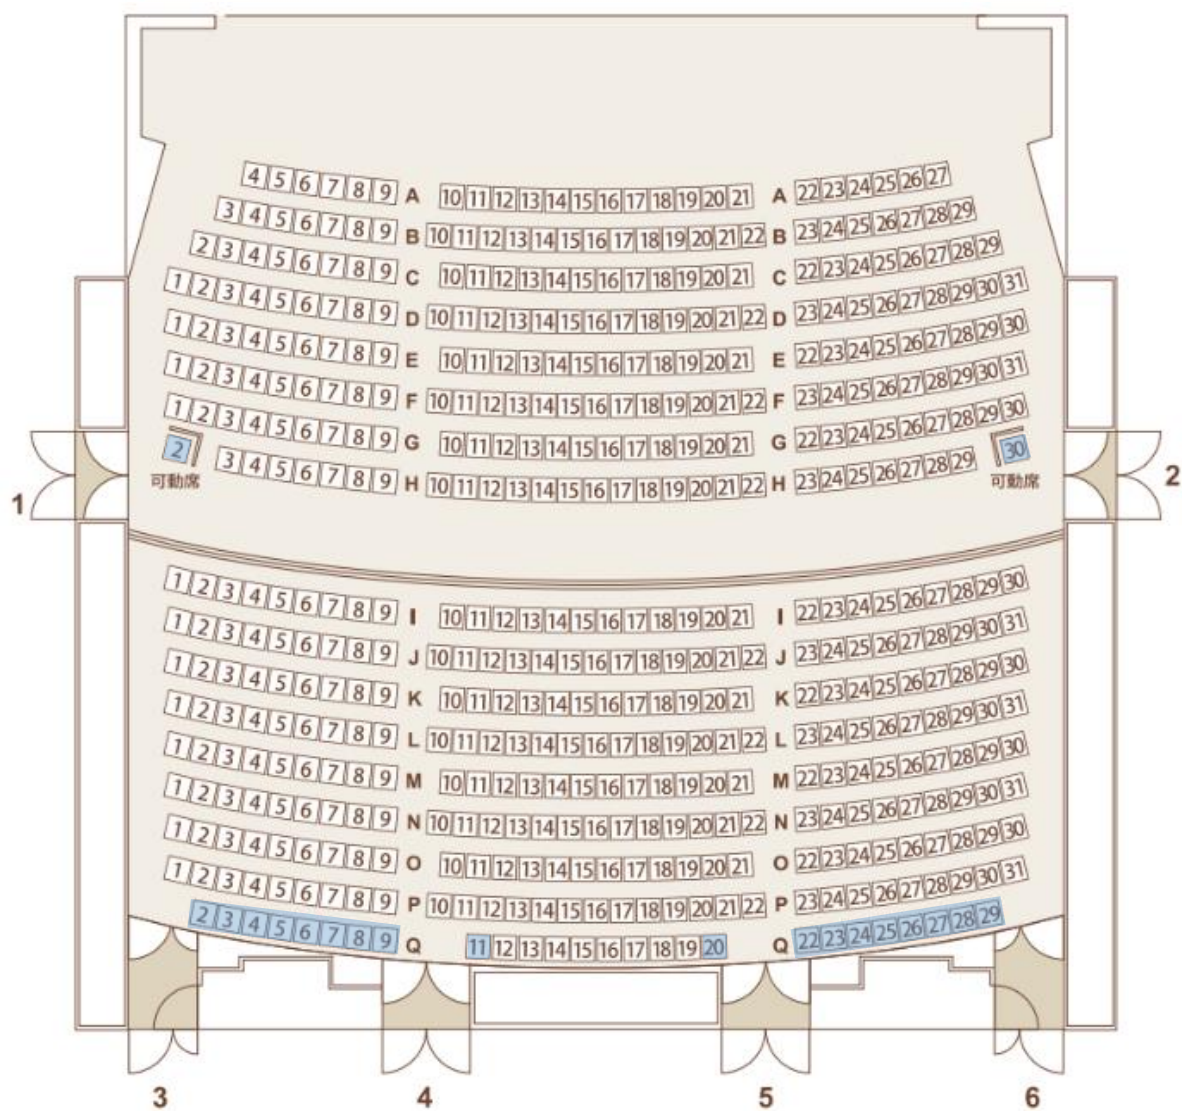 4 5 6 7 8 9 A 10 11 12 13 14 15 16 17 18 19 20 21 A 22 23 24 25 26 27
3 4 5 6 7 8 9 B 10 11 12 13 14 15 16 17 18 19 20 21 22 B 23 24 25 26 27 28 29
2 3 4 5 6 7 8 9 C 10 11 12 13 14 15 16 17 18 19 20 21 C 22 23 24 25 26 27 28 29
1 2 3 4 5 6 7 8 9 D 10 11 12 13 14 15 16 17 18 19 20 21 22 D 23 24 25 26 27 28 29 30 31
1 2 3 4 5 6 7 8 9 E 10 11 12 13 14 15 16 17 18 19 20 21 E 22 23 24 25 26 27 28 29 30
1 2 3 4 5 6 7 8 9 F 10 11 12 13 14 15 16 17 18 19 20 21 22 F 23 24 25 26 27 28 29 30 31
1 2 3 4 5 6 7 8 9 G 10 11 12 13 14 15 16 17 18 19 20 21 G 22 23 24 25 26 27 28 29 30
2 3 4 5 6 7 8 9 H 10 11 12 13 14 15 16 17 18 19 20 21 22 H 23 24 25 26 27 28 29 30
可動席 可動席
1 2
1 2 3 4 5 6 7 8 9 I 10 11 12 13 14 15 16 17 18 19 20 21 I 22 23 24 25 26 27 28 29 30
1 2 3 4 5 6 7 8 9 J 10 11 12 13 14 15 16 17 18 19 20 21 22 J 23 24 25 26 27 28 29 30 31
1 2 3 4 5 6 7 8 9 K 10 11 12 13 14 15 16 17 18 19 20 21 K 22 23 24 25 26 27 28 29 30
1 2 3 4 5 6 7 8 9 L 10 11 12 13 14 15 16 17 18 19 20 21 22 L 23 24 25 26 27 28 29 30 31
1 2 3 4 5 6 7 8 9 M 10 11 12 13 14 15 16 17 18 19 20 21 M 22 23 24 25 26 27 28 29 30
1 2 3 4 5 6 7 8 9 N 10 11 12 13 14 15 16 17 18 19 20 21 22 N 23 24 25 26 27 28 29 30 31
1 2 3 4 5 6 7 8 9 O 10 11 12 13 14 15 16 17 18 19 20 21 O 22 23 24 25 26 27 28 29 30
1 2 3 4 5 6 7 8 9 P 10 11 12 13 14 15 16 17 18 19 20 21 22 P 23 24 25 26 27 28 29 30 31
2 3 4 5 6 7 8 9 Q 11 12 13 14 15 16 17 18 19 20 Q 22 23 24 25 26 27 28 29
3 4 5 6